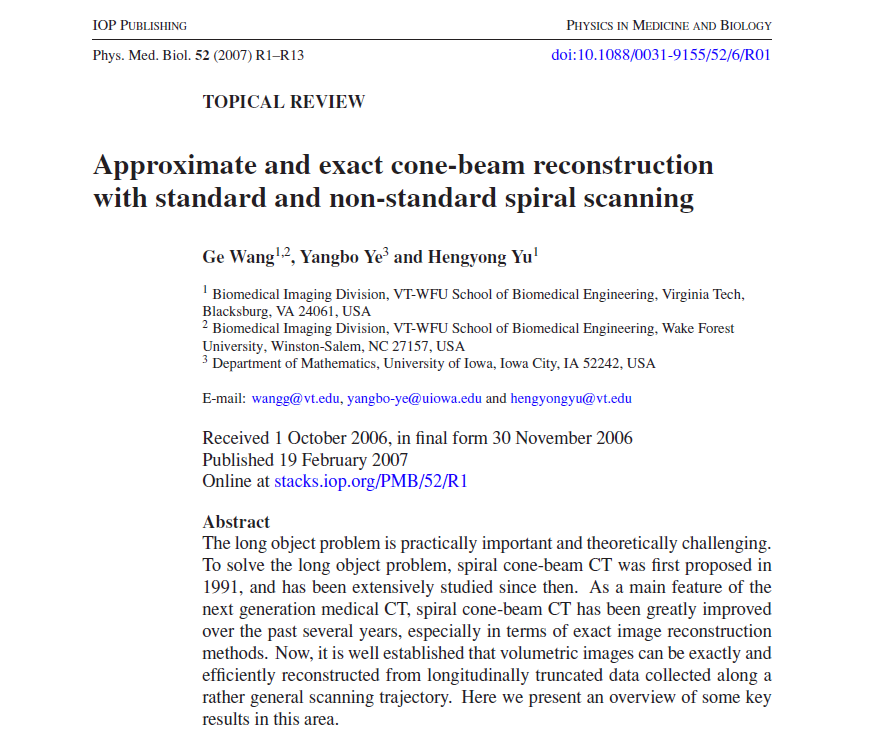 IOP PUBLISHING PHYSICS IN MEDICINE AND BIOLOGY
Phys. Med. Biol. 52 (2007) R1–R13 doi:10.1088/0031-9155/52/6/R01
TOPICAL REVIEW
Approximate and exact cone-beam reconstruction
with standard and non-standard spiral scanning
Ge Wang1,2, Yangbo Ye3 and Hengyong Yu1
1 Biomedical Imaging Division, VT-WFU School of Biomedical Engineering, Virginia Tech,
Blacksburg, VA 24061, USA
2 Biomedical Imaging Division, VT-WFU School of Biomedical Engineering, Wake Forest
University, Winston-Salem, NC 27157, USA
3 Department of Mathematics, University of Iowa, Iowa City, IA 52242, USA
E-mail: wangg@vt.edu, yangbo-ye@uiowa.edu and hengyongyu@vt.edu
Received 1 October 2006, in final form 30 November 2006
Published 19 February 2007
Online at stacks.iop.org/PMB/52/R1
Abstract
The long object problem is practically important and theoretically challenging.
To solve the long object problem, spiral cone-beam CT was first proposed in
1991, and has been extensively studied since then. As a main feature of the
next generation medical CT, spiral cone-beam CT has been greatly improved
over the past several years, especially in terms of exact image reconstruction
methods. Now, it is well established that volumetric images can be exactly and
efficiently reconstructed from longitudinally truncated data collected along a
rather general scanning trajectory. Here we present an overview of some key
results in this area.